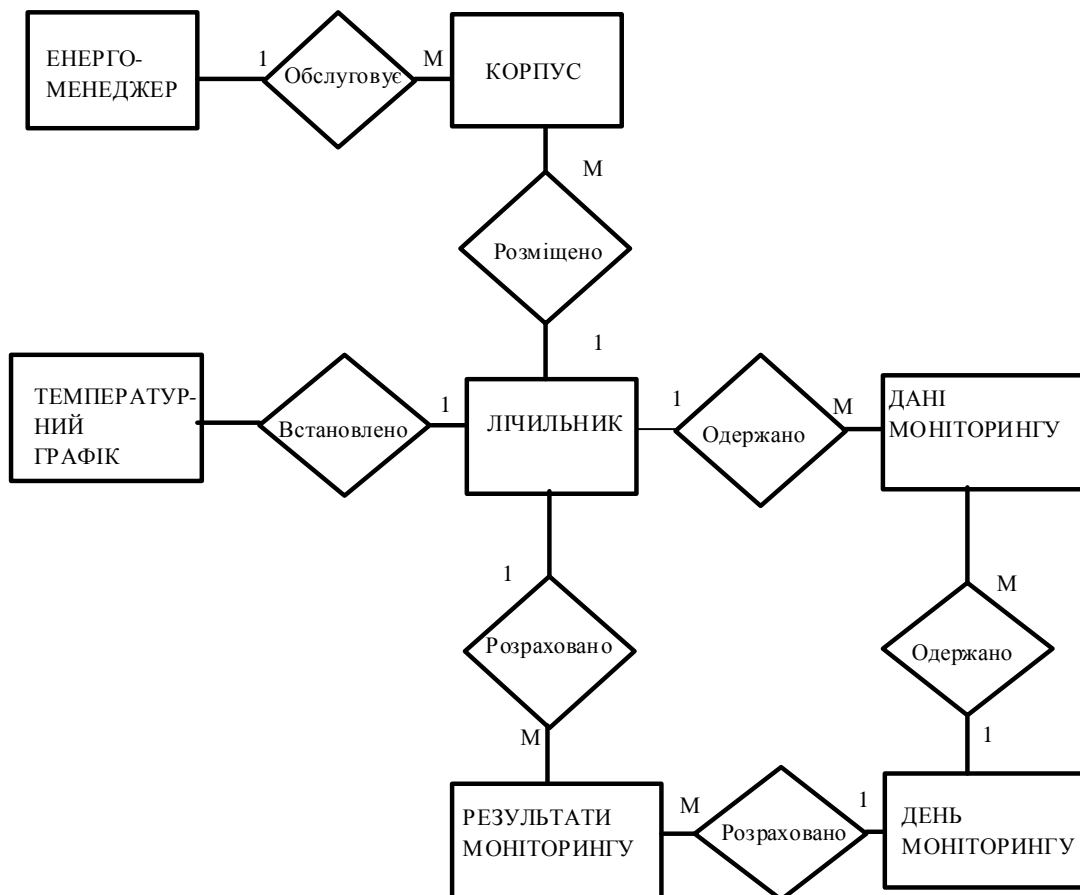 ЕНЕРГО-
МЕНЕДЖЕР
1
Обслуговує
М
КОРПУС
М
Розміщено
1
ТЕМПЕРАТУР-
НИЙ
ГРАФІК
Встановлено
1
ЛІЧИЛЬНИК
1
Одержано
М
ДАНІ
МОНІТОРИНГУ
1
Розраховано
М
М
Одержано
1
РЕЗУЛЬТАТИ
МОНІТОРИНГУ
М
Розраховано
1
ДЕНЬ
МОНІТОРИНГУ